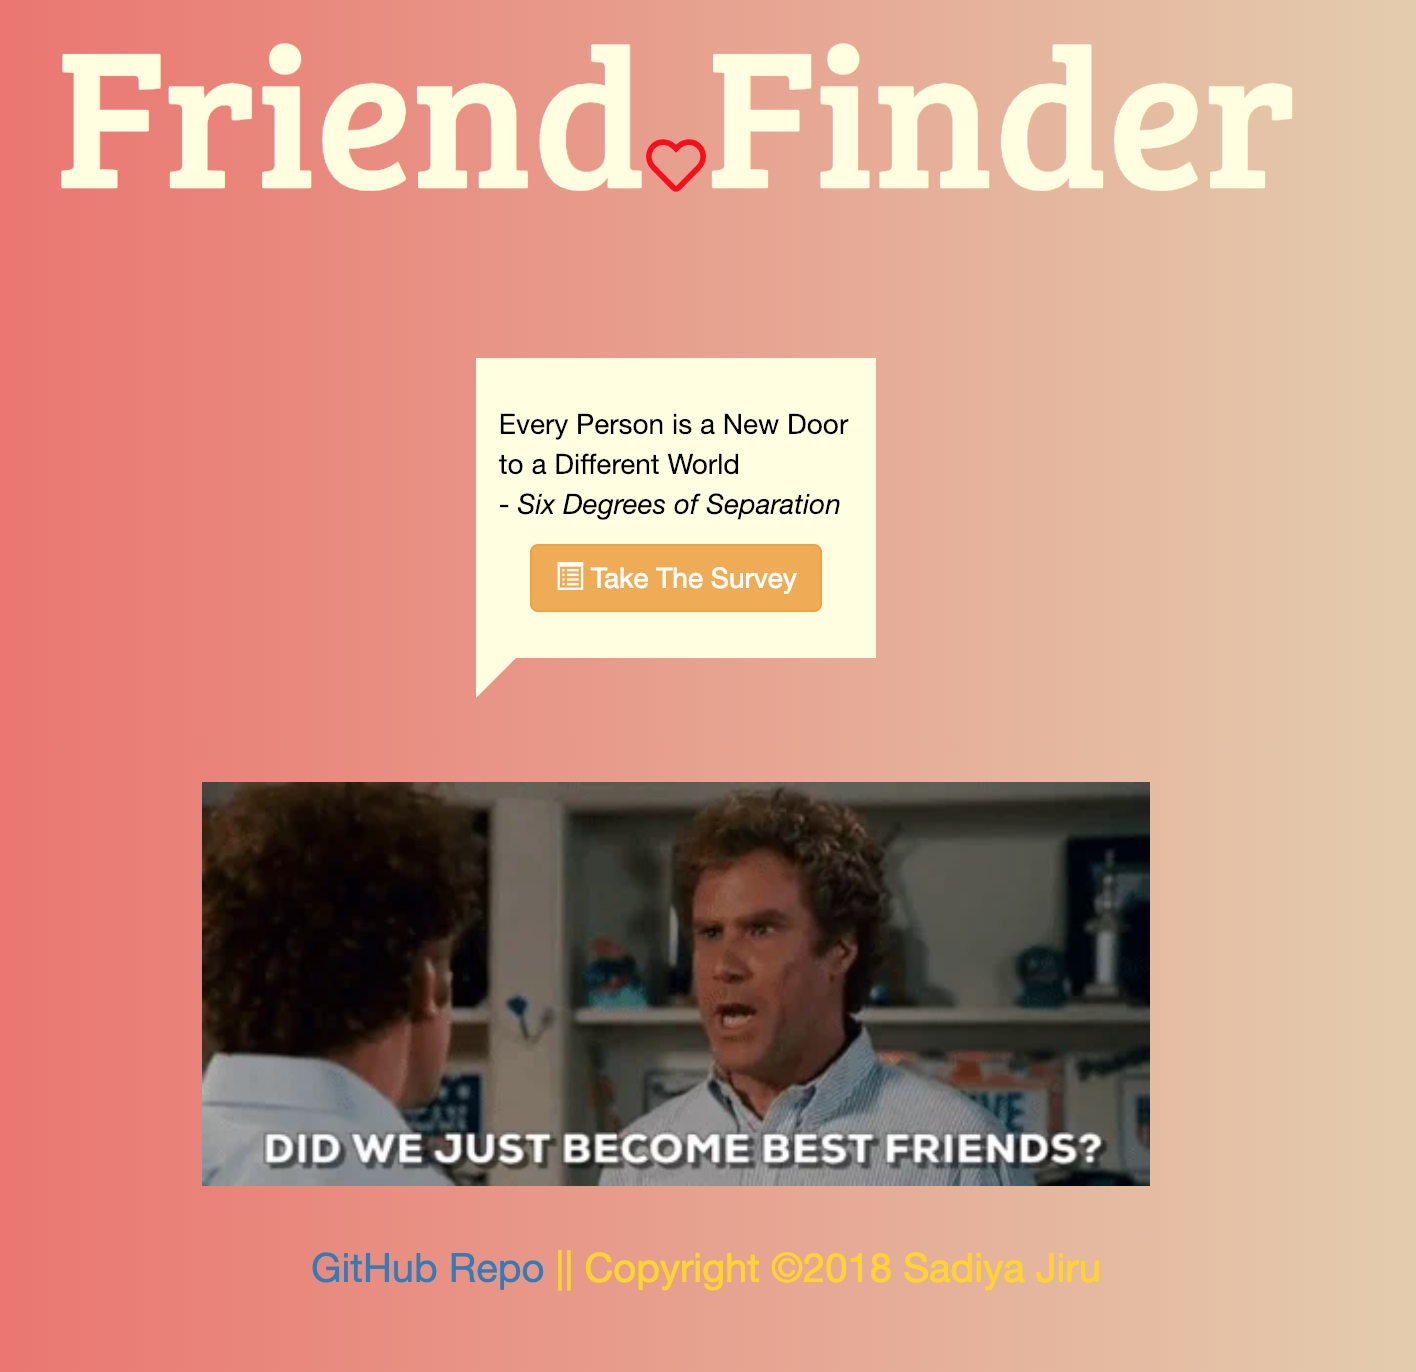 Friend Finder
Every Person is a New Door
to a Different World
- Six Degrees of Separation
Take The Survey
DID WE JUST BECOME BEST FRIENDS?
GitHub Repo || Copyright ©2018 Sadiya Jiru